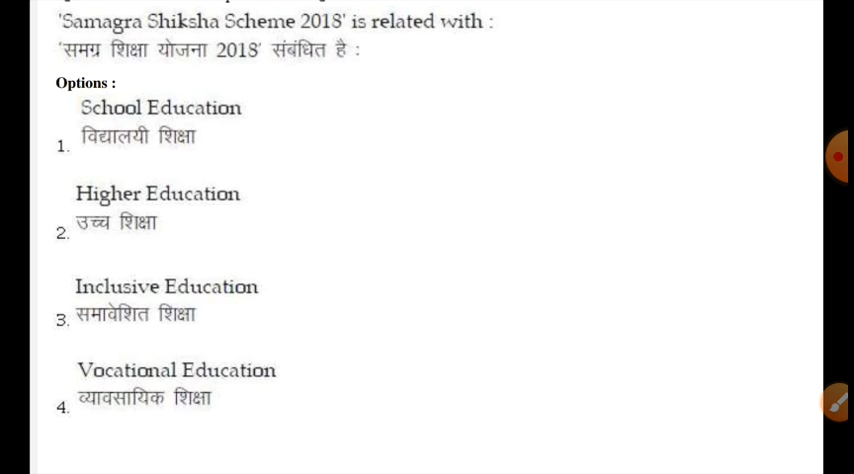 'Samagra Shiksha Scheme 2018' is related with :
'समग्र शिक्षा योजना 2018' संबंधित है :
Options :
School Education
1. विद्यालयी शिक्षा
Higher Education
2. उच्च शिक्षा
Inclusive Education
3. समावेशित शिक्षा
Vocational Education
4. व्यावसायिक शिक्षा